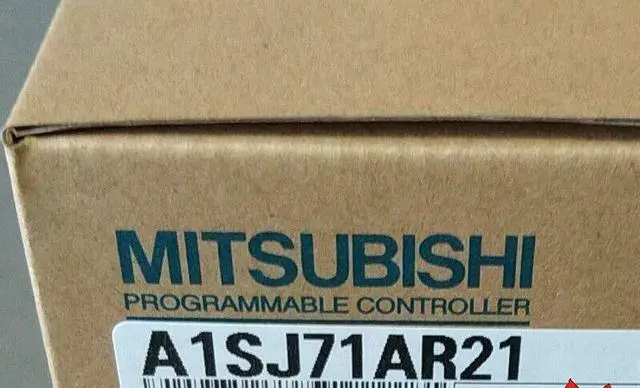 MITSUBISHI
PROGRAMMABLE CONTROLLER
A1SJ71AR21